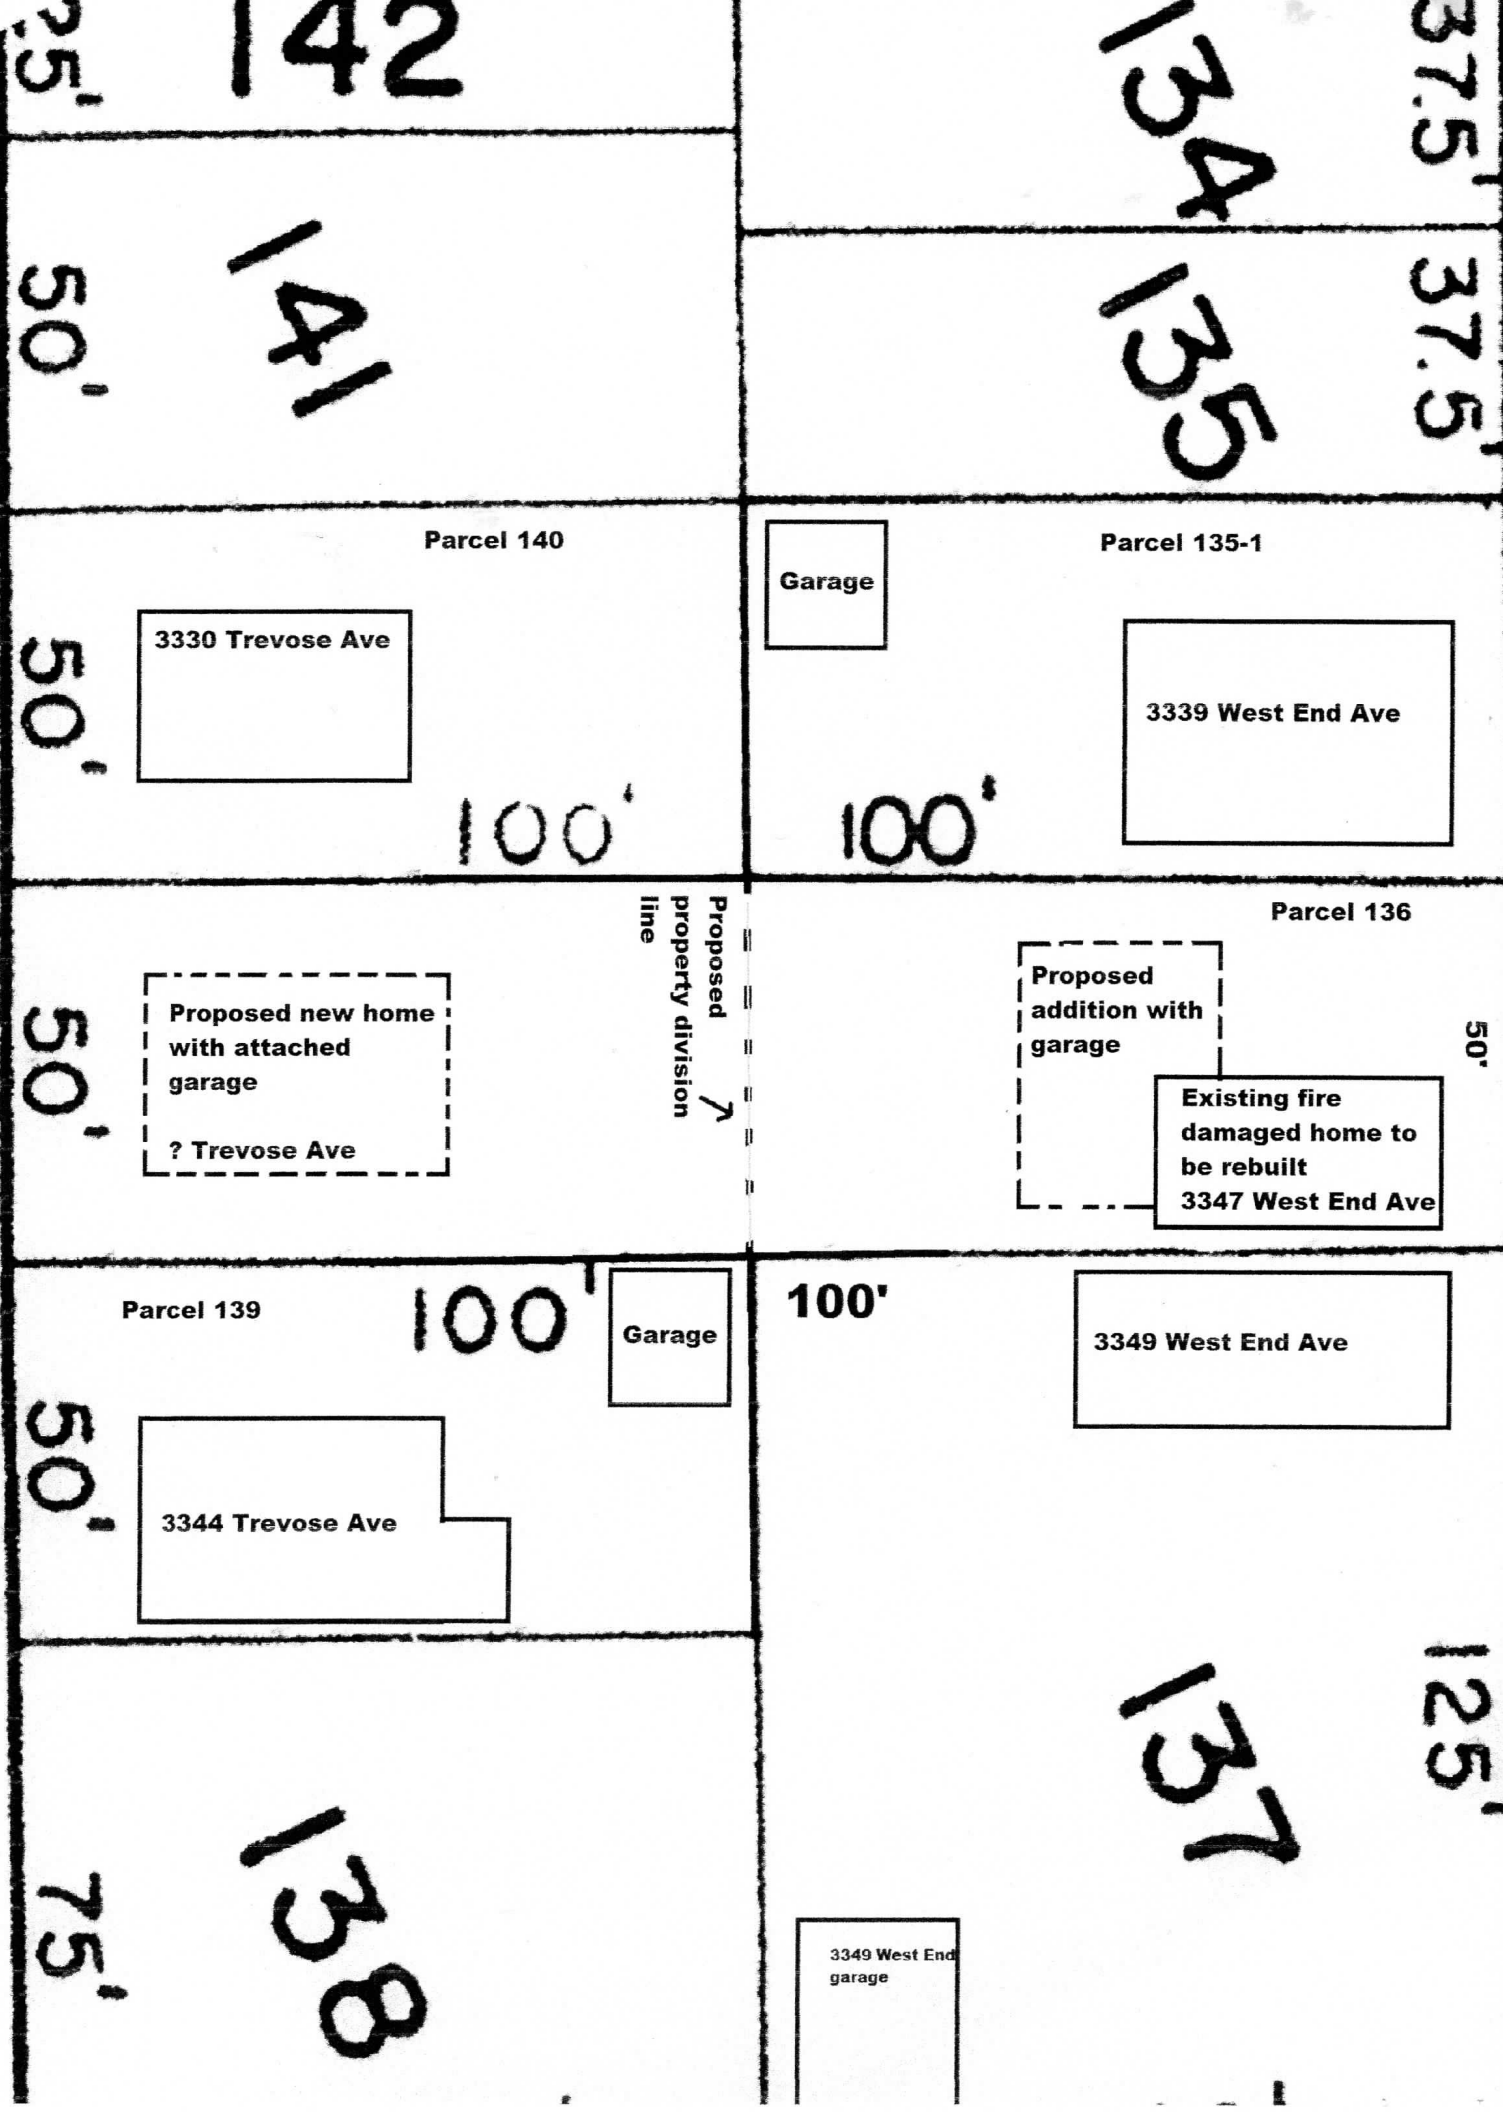 25'
142
134
37.5'
141
50'
135
37.5'
Parcel 140
3330 Trevose Ave
50'
100'
Garage
Parcel 135-1
3339 West End Ave
100'
Proposed
property division
line
Parcel 136
Proposed new home
with attached
garage
? Trevose Ave
50'
Proposed
addition with
garage
50'
Existing fire
damaged home to
be rebuilt
3347 West End Ave
Parcel 139
100'
Garage
100'
3349 West End Ave
50'
3344 Trevose Ave
137
125'
138
75'
3349 West End
garage